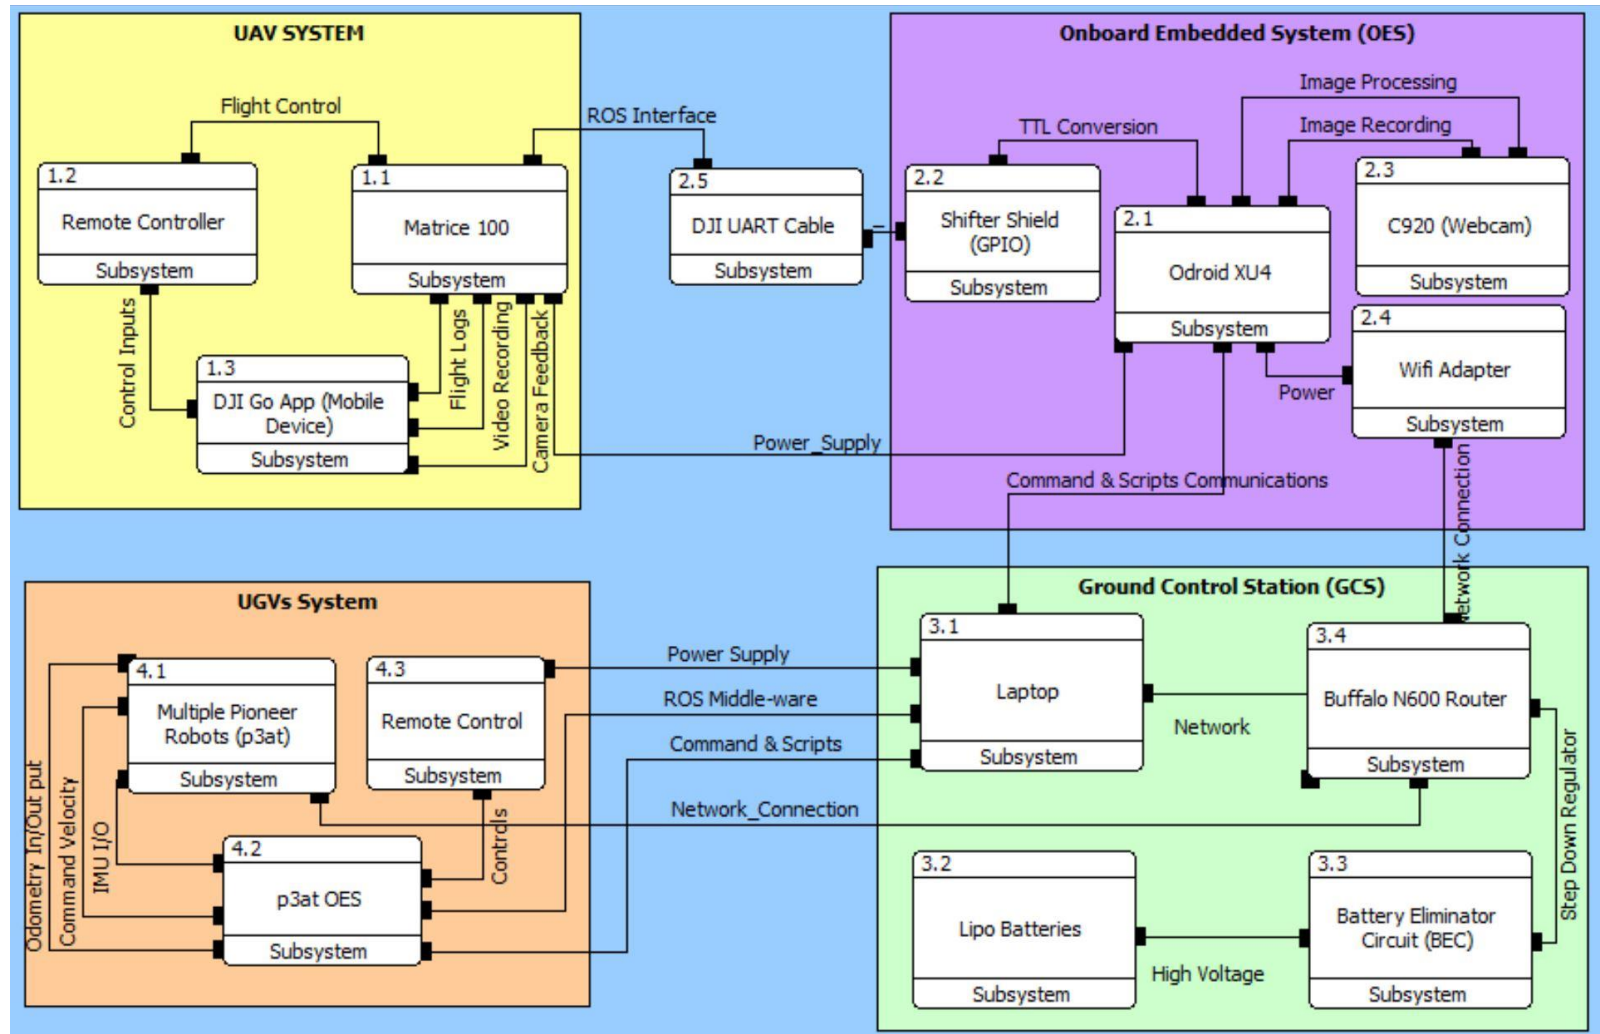 UAV SYSTEM
Flight Control
1.2
Remote Controller
Subsystem
1.1
Matrice 100
Subsystem
Control Inputs
1.3
DJI Go App (Mobile
Device)
Subsystem
Flight Logs
Video Recording
Camera Feedback
ROS Interface
2.5
DJI UART Cable
Subsystem
Power_Supply
Onboard Embedded System (OES)
Image Processing
TTL Conversion
Image Recording
2.2
Shifter Shield
(GPIO)
Subsystem
2.1
Odroid XU4
Subsystem
2.3
C920 (Webcam)
Subsystem
2.4
Wifi Adapter
Subsystem
Power
Command & Scripts Communications
Network Connection
UGVs System
4.1
Multiple Pioneer
Robots (p3at)
Subsystem
4.3
Remote Control
Subsystem
4.2
p3at OES
Subsystem
Odometry In/Out put
Command Velocity
IMU I/O
Controls
Power Supply
ROS Middle-ware
Command & Scripts
Network_Connection
Ground Control Station (GCS)
3.1
Laptop
Subsystem
Network
3.4
Buffalo N600 Router
Subsystem
Step Down Regulator
3.2
Lipo Batteries
Subsystem
High Voltage
3.3
Battery Eliminator
Circuit (BEC)
Subsystem